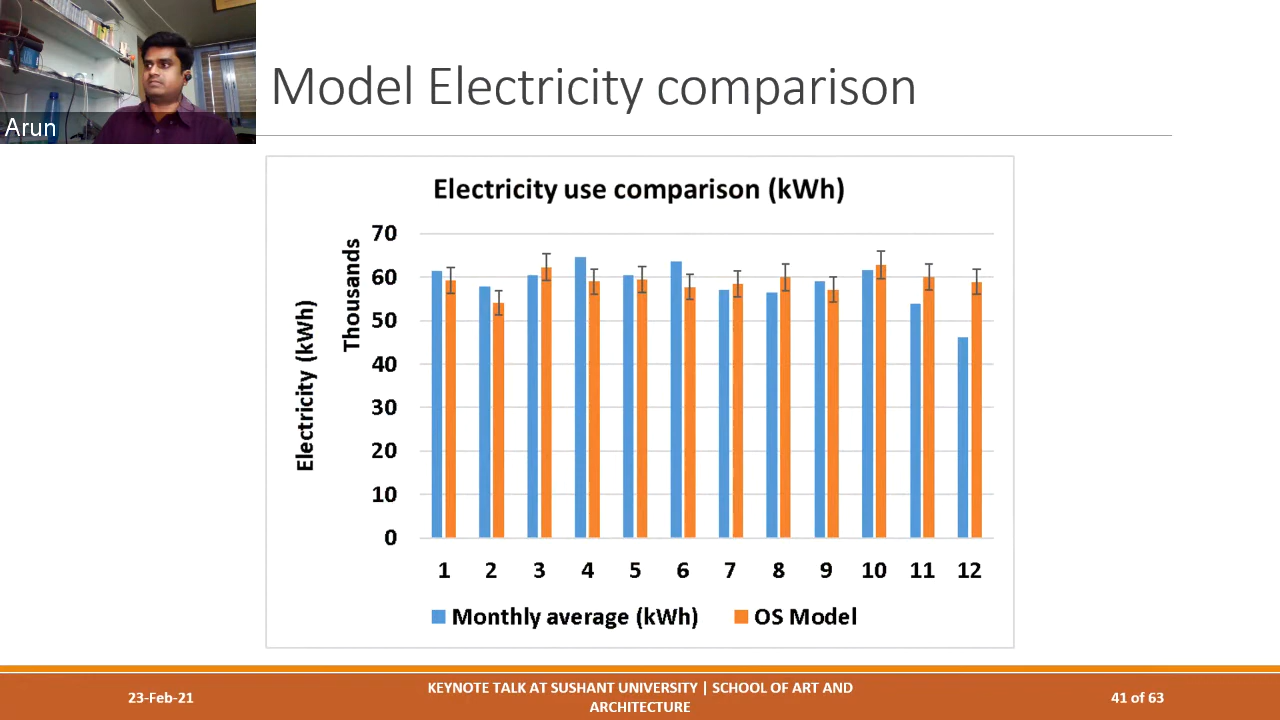 Arun
Model Electricity comparison
Electricity use comparison (kWh)
Electricity (kWh)
Thousands
70
60
50
40
30
20
10
0
1 2 3 4 5 6 7 8 9 10 11 12
Monthly average (kWh) OS Model
23-Feb-21
KEYNOTE TALK AT SUSHANT UNIVERSITY | SCHOOL OF ART AND
ARCHITECTURE
41 of 63